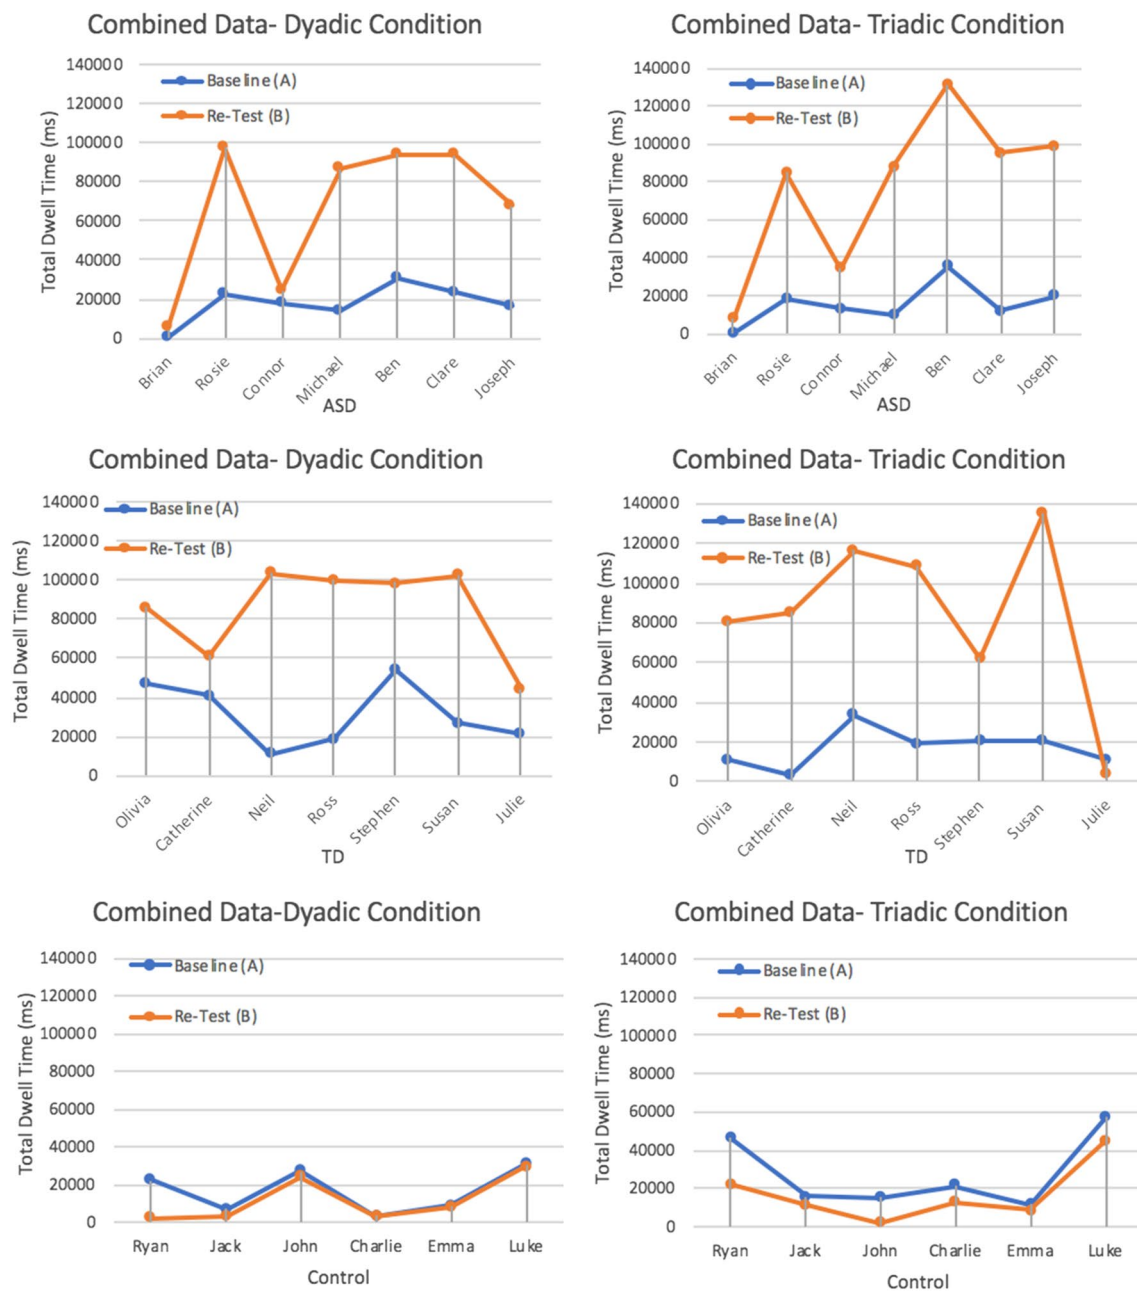 Combined Data- Dyadic Condition
Total Dwell Time (ms)
140000
120000
100000
80000
60000
40000
20000
0
Baseline (A)
Re-Test (B)
Brian
Rosie
Connor
Michael
Ben
Clare
Joseph
ASD
Combined Data- Triadic Condition
Total Dwell Time (ms)
140000
120000
100000
80000
60000
40000
20000
0
Baseline (A)
Re-Test (B)
Brian
Rosie
Connor
Michael
Ben
Clare
Joseph
ASD
Combined Data- Dyadic Condition
Total Dwell Time (ms)
140000
120000
100000
80000
60000
40000
20000
0
Baseline (A)
Re-Test (B)
Olivia
Catherine
Neil
Ross
Stephen
Susan
Julie
TD
Combined Data- Triadic Condition
Total Dwell Time (ms)
140000
120000
100000
80000
60000
40000
20000
0
Baseline (A)
Re-Test (B)
Olivia
Catherine
Neil
Ross
Stephen
Susan
Julie
TD
Combined Data-Dyadic Condition
Total Dwell Time (ms)
140000
120000
100000
80000
60000
40000
20000
0
Baseline (A)
Re-Test (B)
Ryan
Jack
John
Charlie
Emma
Luke
Control
Combined Data- Triadic Condition
Total Dwell Time (ms)
140000
120000
100000
80000
60000
40000
20000
0
Baseline (A)
Re-Test (B)
Ryan
Jack
John
Charlie
Emma
Luke
Control